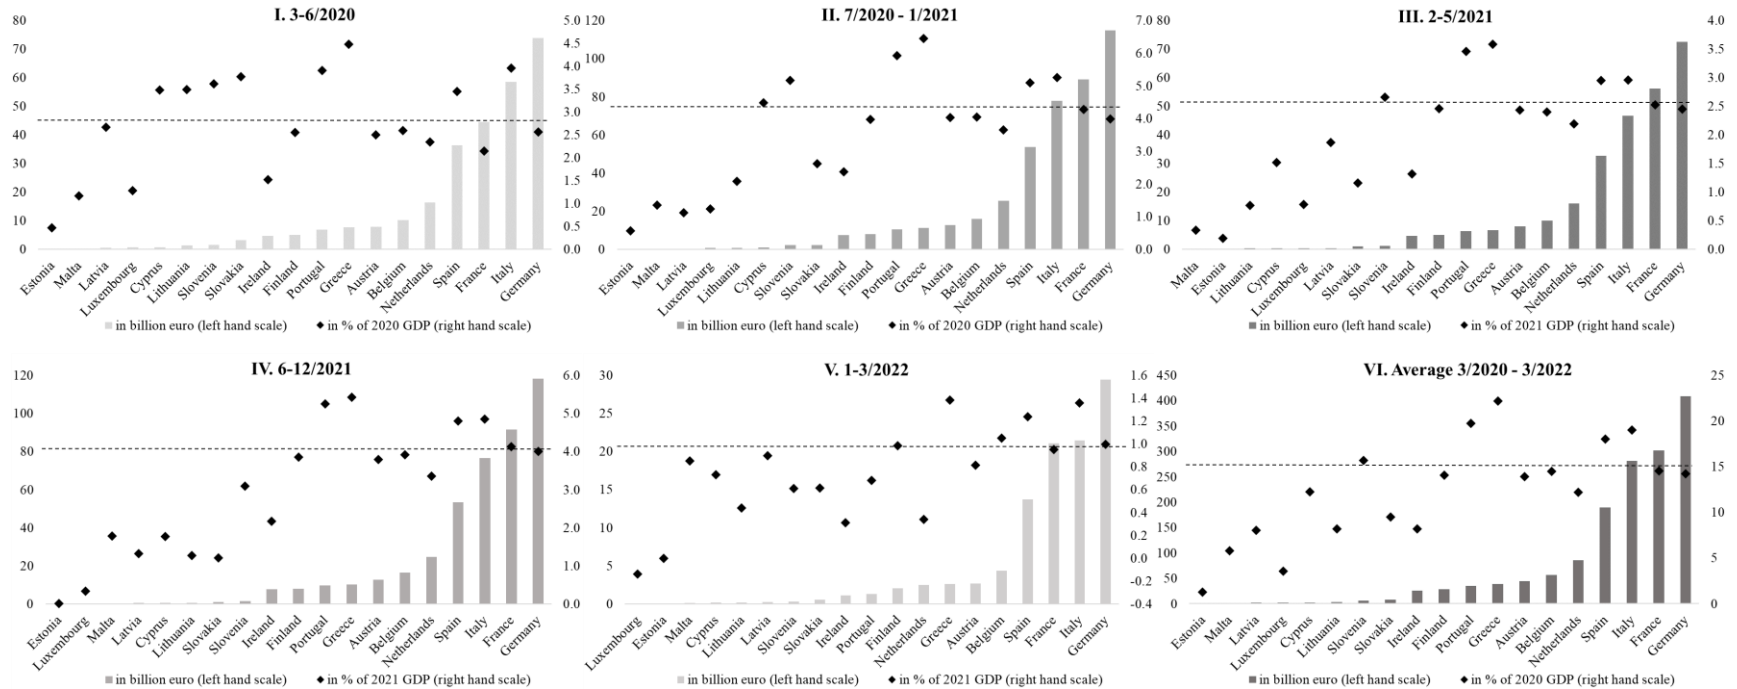 I. 3-6/2020
80
70
60
50
40
30
20
10
0
5.0
4.5
4.0
3.5
3.0
2.5
2.0
1.5
1.0
0.5
0.0
Estonia
Malta
Latvia
Luxembourg
Cyprus
Lithuania
Slovenia
Slovakia
Ireland
Finland
Portugal
Greece
Austria
Belgium
Netherlands
Spain
France
Italy
Germany
in billion euro (left hand scale)
in % of 2020 GDP (right hand scale)
II. 7/2020 - 1/2021
120
100
80
60
40
20
0
7.0
6.0
5.0
4.0
3.0
2.0
1.0
0.0
Estonia
Malta
Latvia
Luxembourg
Lithuania
Cyprus
Slovenia
Slovakia
Ireland
Finland
Portugal
Greece
Austria
Belgium
Netherlands
Spain
Italy
France
Germany
in billion euro (left hand scale)
in % of 2020 GDP (right hand scale)
III. 2-5/2021
80
70
60
50
40
30
20
10
0
4.0
3.5
3.0
2.5
2.0
1.5
1.0
0.5
0.0
Malta
Estonia
Lithuania
Cyprus
Luxembourg
Latvia
Slovakia
Slovenia
Ireland
Finland
Portugal
Greece
Austria
Belgium
Netherlands
Spain
Italy
France
Germany
in billion euro (left hand scale)
in % of 2021 GDP (right hand scale)
IV. 6-12/2021
120
100
80
60
40
20
0
6.0
5.0
4.0
3.0
2.0
1.0
0.0
Estonia
Luxembourg
Malta
Latvia
Cyprus
Lithuania
Slovakia
Slovenia
Ireland
Finland
Portugal
Greece
Austria
Belgium
Netherlands
Spain
Italy
France
Germany
in billion euro (left hand scale)
in % of 2021 GDP (right hand scale)
V. 1-3/2022
30
25
20
15
10
5
0
1.6
1.4
1.2
1.0
0.8
0.6
0.4
0.2
0.0
-0.2
-0.4
Luxembourg
Estonia
Malta
Cyprus
Lithuania
Latvia
Slovenia
Slovakia
Ireland
Portugal
Finland
Netherlands
Greece
Austria
Belgium
Spain
France
Italy
Germany
in billion euro (left hand scale)
in % of 2021 GDP (right hand scale)
VI. Average 3/2020 - 3/2022
450
400
350
300
250
200
150
100
50
0
25
20
15
10
5
0
Estonia
Malta
Latvia
Luxembourg
Cyprus
Lithuania
Slovenia
Slovakia
Ireland
Finland
Portugal
Greece
Austria
Belgium
Netherlands
Spain
Italy
France
Germany
in billion euro (left hand scale)
in % of 2020 GDP (right hand scale)